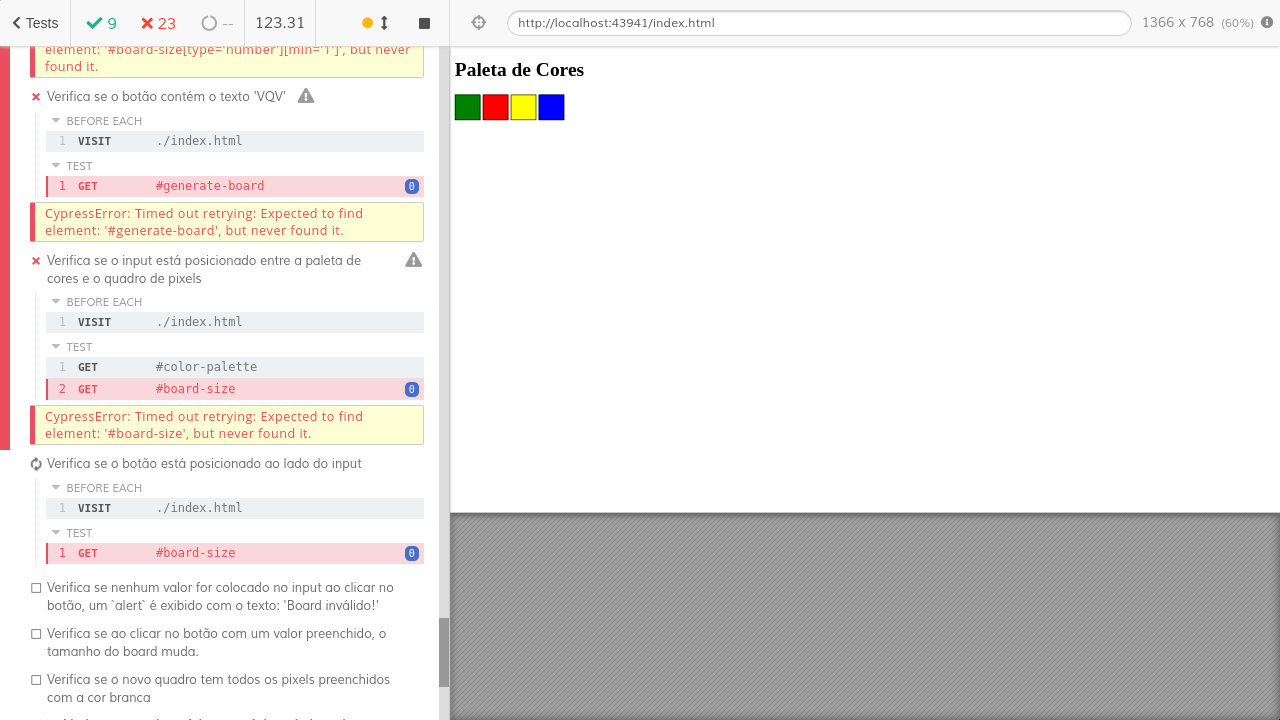 Tests 9 23 -- 123.31
http://localhost:43941/index.html 1366 x 768 (60%)
element: '#board-size[type='number'][min='1']', but never
found it.
Verifica se o botão contém o texto 'VQV'
BEFORE EACH
1 VISIT ./index.html
TEST
1 GET #generate-board 0
CypressError: Timed out retrying: Expected to find
element: '#generate-board', but never found it.
Verifica se o input está posicionado entre a paleta de
cores e o quadro de pixels
BEFORE EACH
1 VISIT ./index.html
TEST
1 GET #color-palette
2 GET #board-size 0
CypressError: Timed out retrying: Expected to find
element: '#board-size', but never found it.
Verifica se o botão está posicionado ao lado do input
BEFORE EACH
1 VISIT ./index.html
TEST
1 GET #board-size 0
Verifica se nenhum valor for colocado no input ao clicar no
botão, um `alert` é exibido com o texto: 'Board inválido!'
Verifica se ao clicar no botão com um valor preenchido, o
tamanho do board muda.
Verifica se o novo quadro tem todos os pixels preenchidos
com a cor branca
Paleta de Cores